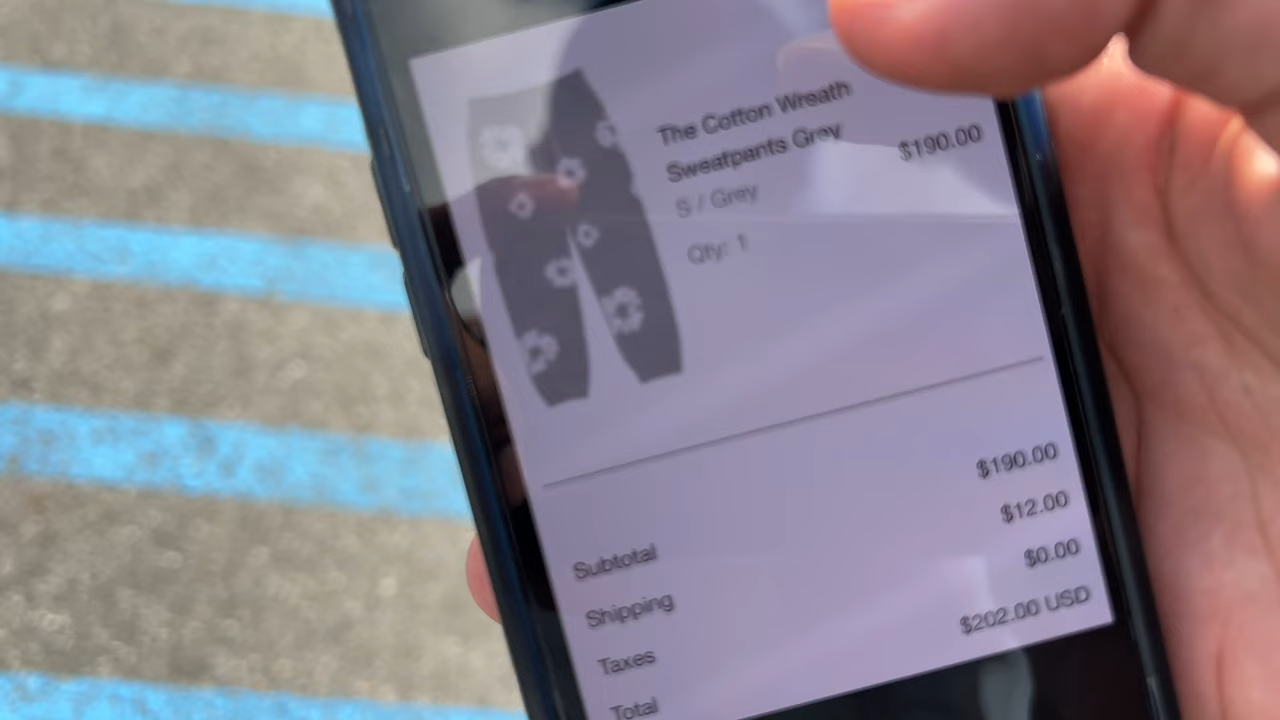 The Cotton Wreath
Sweatpants Grey
$190.00
S / Grey
Qty: 1
Subtotal $190.00
Shipping $12.00
Taxes $0.00
Total $202.00 USD